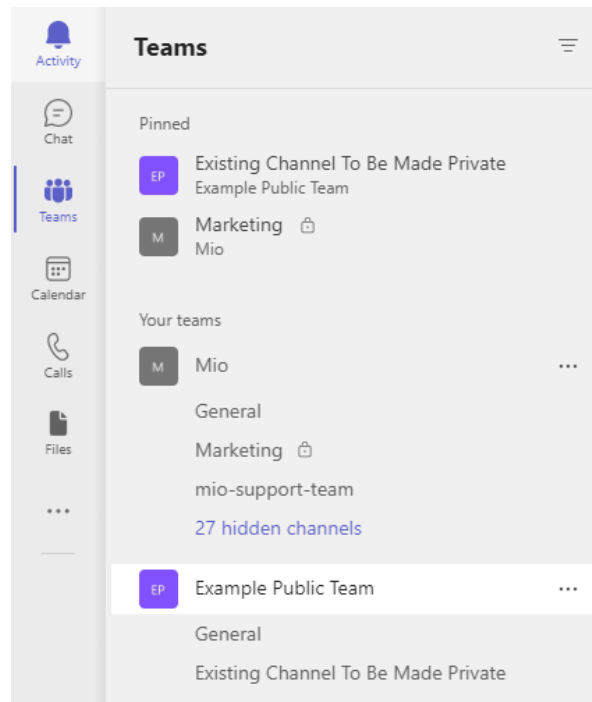 Activity
Chat
Teams
Calendar
Calls
Files
Teams
Pinned
EP
Existing Channel To Be Made Private
Example Public Team
M
Marketing
Mio
Your teams
M
Mio
General
Marketing
mio-support-team
27 hidden channels
EP
Example Public Team
General
Existing Channel To Be Made Private